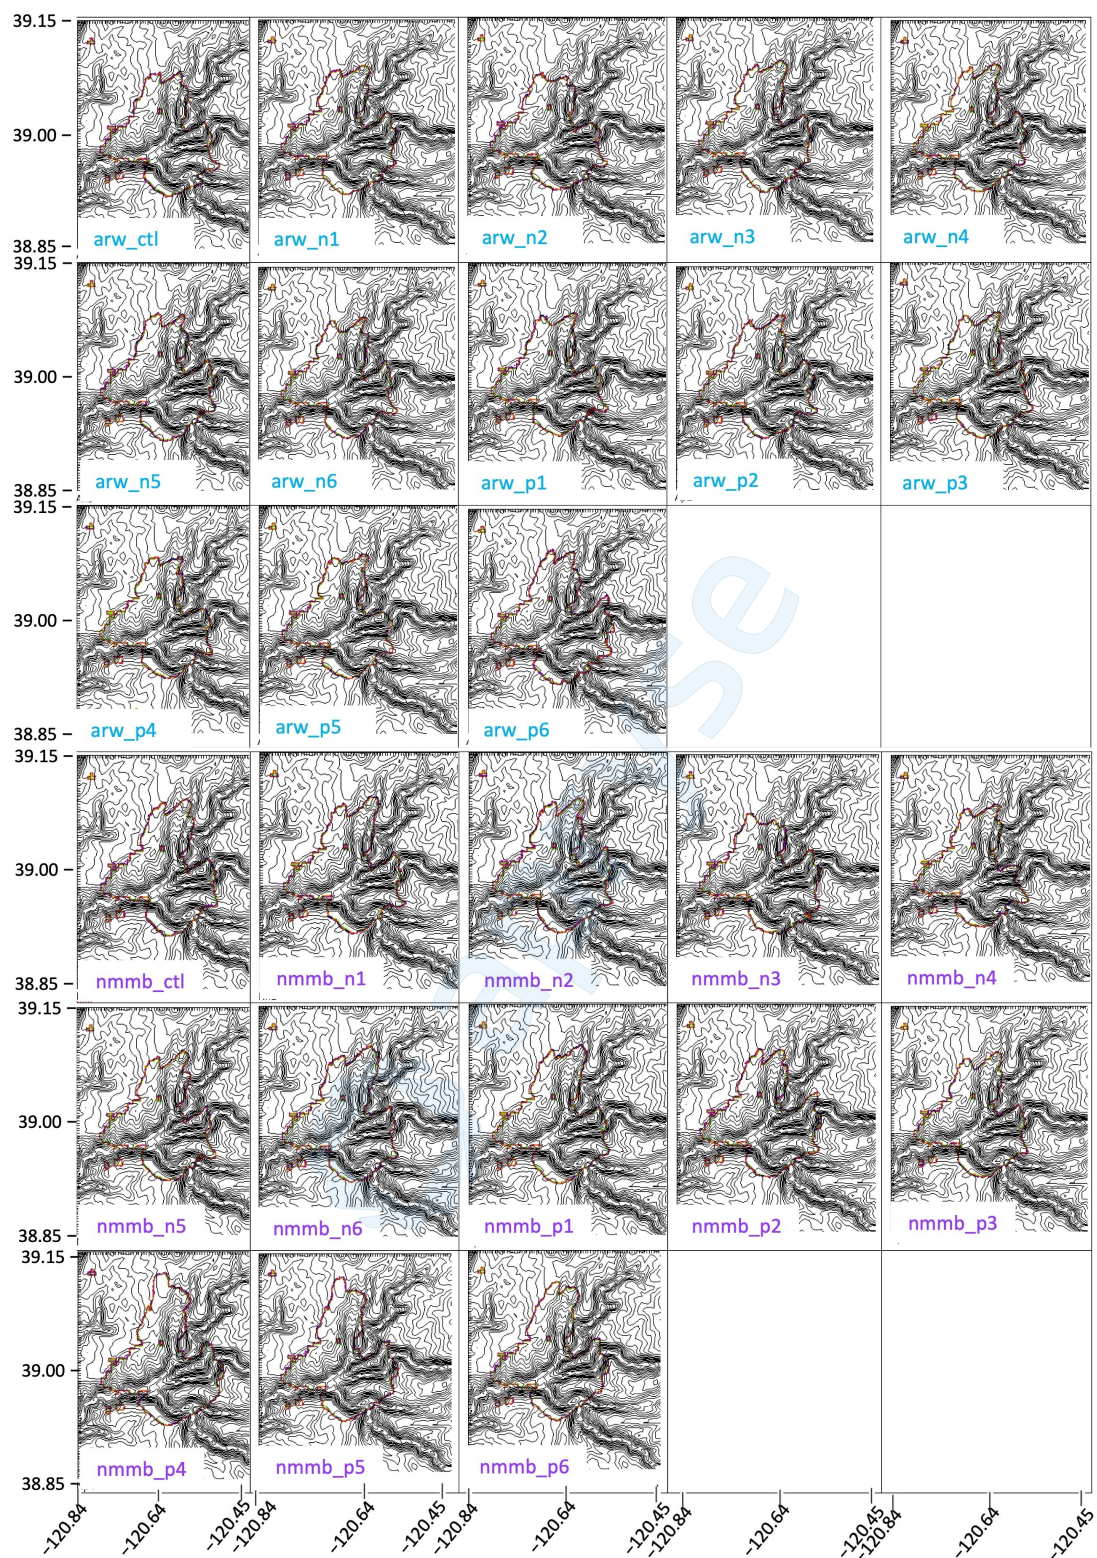 39.15
39.00
38.85
arw_ctl
arw_n1
arw_n2
arw_n3
arw_n4
39.15
39.00
38.85
arw_n5
arw_n6
arw_p1
arw_p2
arw_p3
39.15
39.00
38.85
arw_p4
arw_p5
arw_p6
39.15
39.00
38.85
nmmb_ctl
nmmb_n1
nmmb_n2
nmmb_n3
nmmb_n4
39.15
39.00
38.85
nmmb_n5
nmmb_n6
nmmb_p1
nmmb_p2
nmmb_p3
39.15
39.00
38.85
nmmb_p4
nmmb_p5
nmmb_p6
-120.84
-120.64
-120.45
-120.84
-120.64
-120.45
-120.84
-120.64
-120.45
-120.84
-120.64
-120.45
-120.84
-120.64
-120.45